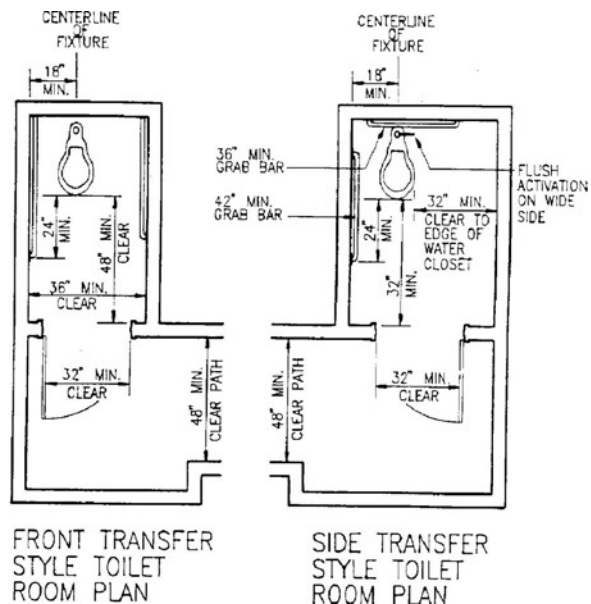 CENTERLINE
OF
FIXTURE
18"
MIN.
24"
MIN.
48" MIN.
CLEAR
36" MIN.
CLEAR
32" MIN.
CLEAR
48" MIN.
CLEAR PATH
FRONT TRANSFER
STYLE TOILET
ROOM PLAN
CENTERLINE
OF
FIXTURE
18"
MIN.
36" MIN.
GRAB BAR
42" MIN.
GRAB BAR
FLUSH
ACTIVATION
ON WIDE
SIDE
32" MIN.
CLEAR TO
EDGE OF
WATER
CLOSET
24"
MIN.
32"
MIN.
32" MIN.
CLEAR
48" MIN.
CLEAR PATH
SIDE TRANSFER
STYLE TOILET
ROOM PLAN